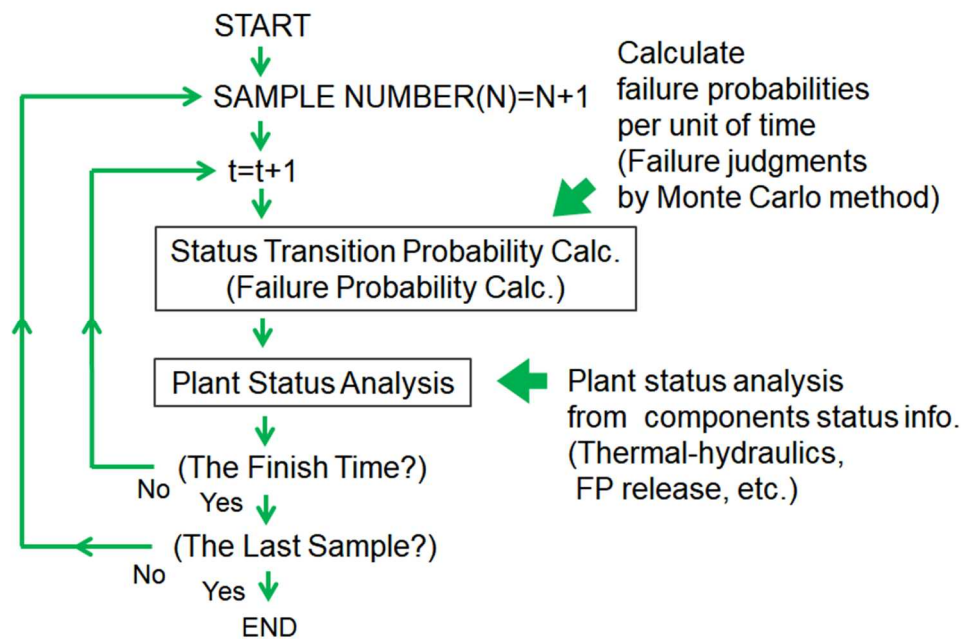 START
SAMPLE NUMBER(N)=N+1
t=t+1
Calculate
failure probabilities
per unit of time
(Failure judgments
by Monte Carlo method)
Status Transition Probability Calc.
(Failure Probability Calc.)
Plant Status Analysis
Plant status analysis
from components status info.
(Thermal-hydraulics,
FP release, etc.)
(The Finish Time?)
No
Yes
(The Last Sample?)
No
Yes
END